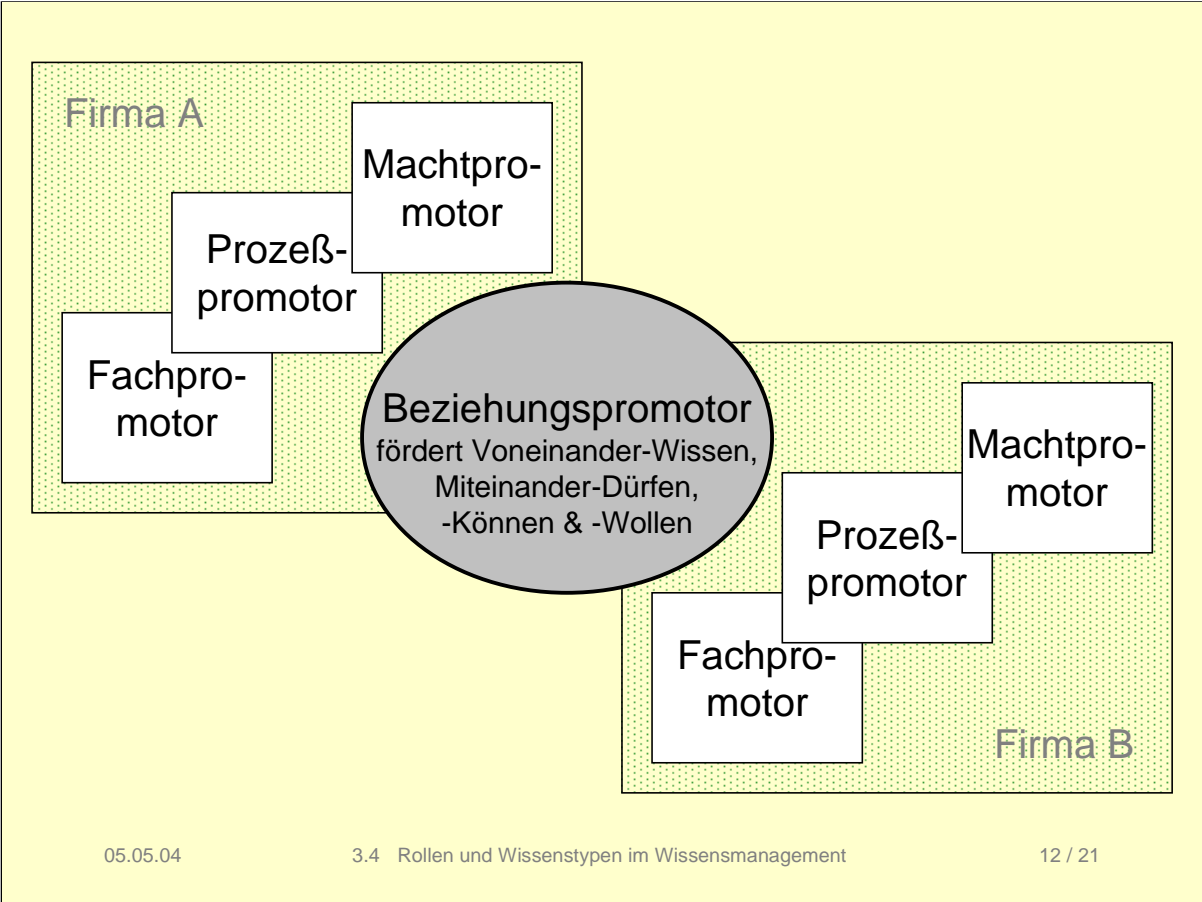 Firma A
Machtpro-
motor
Prozeß-
promotor
Fachpro-
motor
Beziehungspromotor
fördert Voneinander-Wissen,
Miteinander-Dürfen,
-Können & -Wollen
Machtpro-
motor
Prozeß-
promotor
Fachpro-
motor
Firma B
05.05.04 3.4 Rollen und Wissenstypen im Wissensmanagement 12 / 21